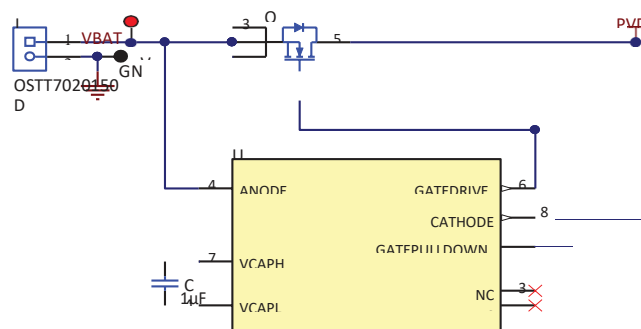 3
5
1
VBAT
GN
OSTT7020150
D
4
ANODE
GATEDRIVE
6
CATHODE
8
GATEPULLDOWN
7
VCAPH
C
1µF
VCAPL
NC
3